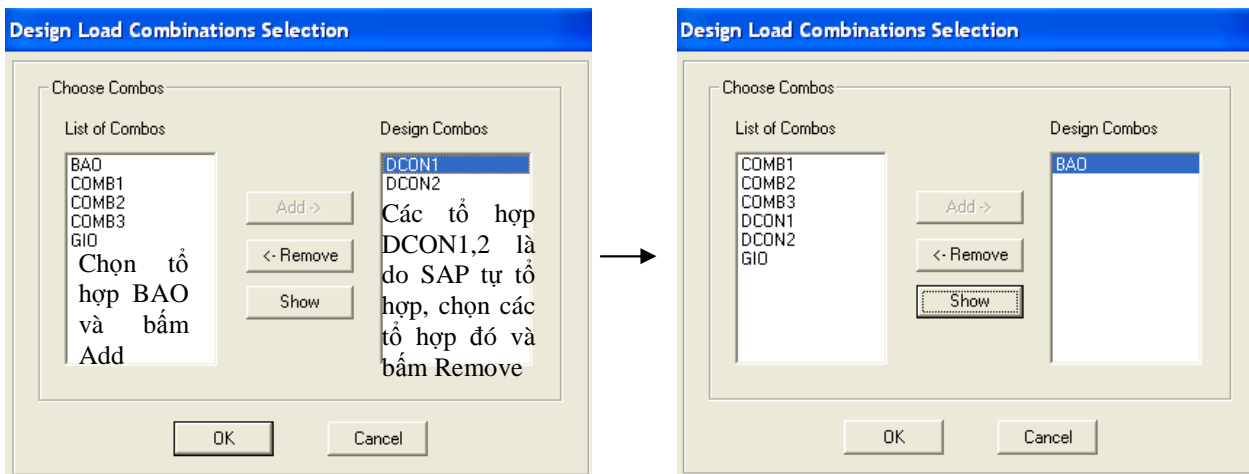 Design Load Combinations Selection
Choose Combos
List of Combos
Design Combos
BAO
COMB1
COMB2
COMB3
GIO
Chọn tổ
hợp BAO
và bấm
Add
Add ->
<- Remove
Show
DCON1
DCON2
Các tổ hợp
DCON1,2 là
do SAP tự tổ
hợp, chọn các
tổ hợp đó và
bấm Remove
OK
Cancel
Design Load Combinations Selection
Choose Combos
List of Combos
Design Combos
COMB1
COMB2
COMB3
DCON1
DCON2
GIO
Add ->
<- Remove
Show
BAO
OK
Cancel